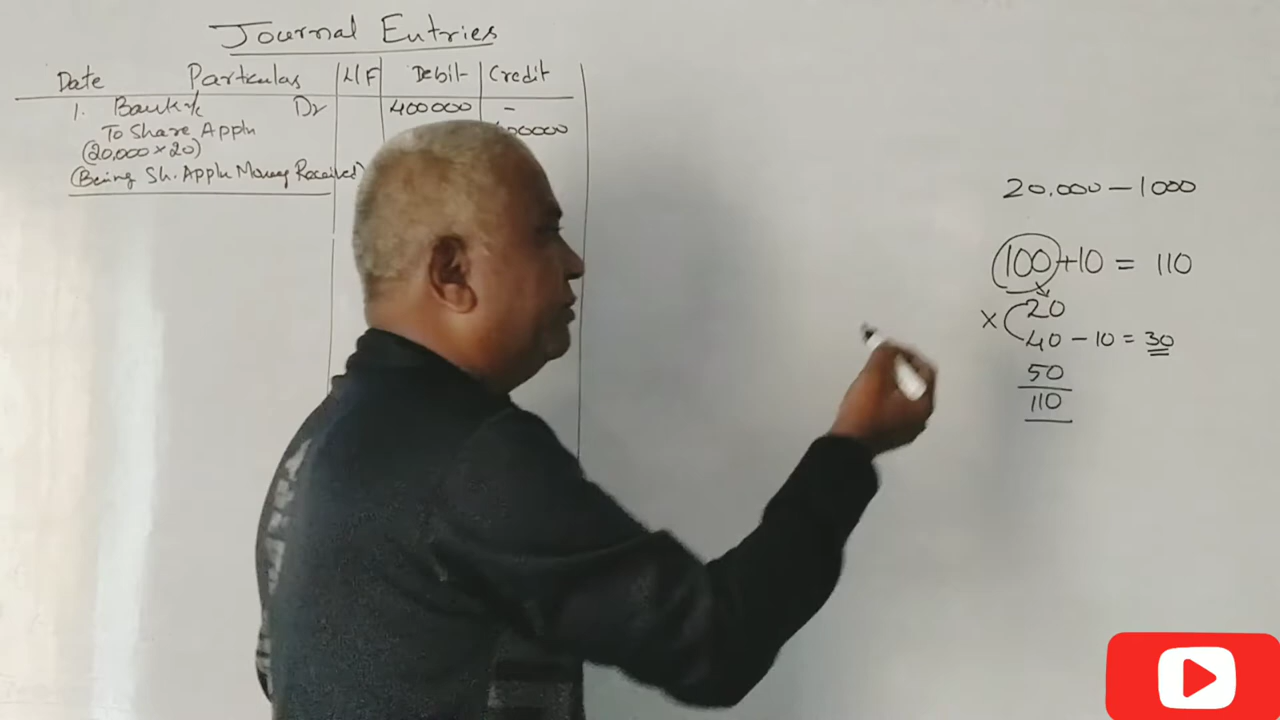 Journal Entries
Date Particulas L/F Debit Credit
1. Bank a/c Dr 400000 -
To Share Appln 400000
(20,000 × 20)
(Being Sh. Appln Money Received)
20.000 - 1000
100 + 10 = 110
× 20
40 - 10 = 30
50
110